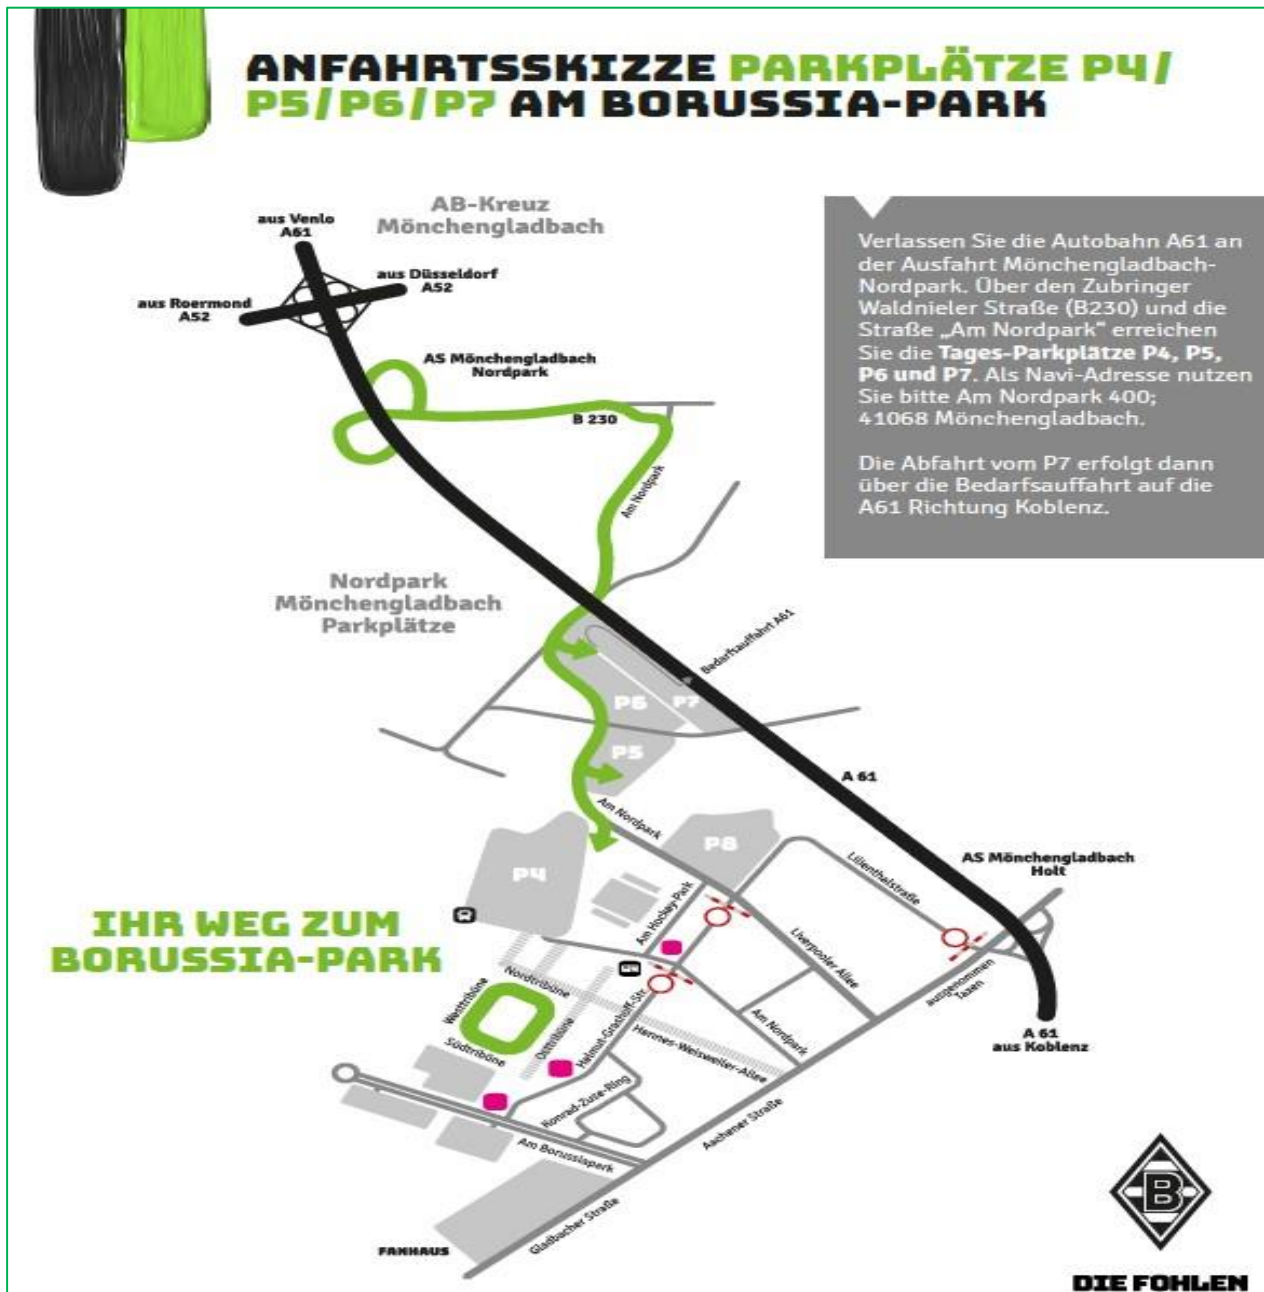 ANFAHRTSSKIZZE PARKPLÄTZE P4/
P5/P6/P7 AM BORUSSIA-PARK
AB-Kreuz
Mönchengladbach
aus Venlo
A61
aus Düsseldorf
A52
aus Roermond
A52
Verlassen Sie die Autobahn A61 an
der Ausfahrt Mönchengladbach-
Nordpark. Über den Zubringer
Waldnieler Straße (B230) und die
Straße „Am Nordpark“ erreichen
Sie die Tages-Parkplätze P4, P5,
P6 und P7. Als Navi-Adresse nutzen
Sie bitte Am Nordpark 400;
41068 Mönchengladbach.
Die Abfahrt vom P7 erfolgt dann
über die Bedarfsauffahrt auf die
A61 Richtung Koblenz.
AS Mönchengladbach
Nordpark
B 230
Am Nordpark
Nordpark
Mönchengladbach
Parkplätze
Bedarfsauffahrt A61
P6
P7
P5
A 61
Am Nordpark
P8
P4
Lilienthalstraße
AS Mönchengladbach
Holt
IHR WEG ZUM
BORUSSIA-PARK
Am Hockey-Park
Liverpooler Allee
ausgenommen
Taxen
Nordtribüne
Westtribüne
Osttribüne
Südtribüne
Helmut-Grashoff-Str.
Am Nordpark
Hennes-Weisweiler-Allee
A 61
aus Koblenz
Konrad-Zuse-Ring
Aachener Straße
Am Borussiapark
Gladbacher Straße
FANHAUS
B
DIE FOHLEN